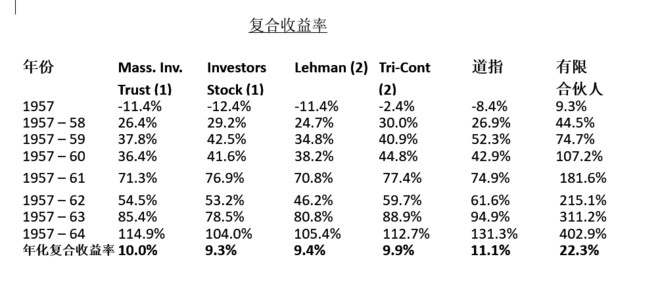 复合收益率
年份 Mass. Inv. Investors Lehman (2) Tri-Cont 道指 有限
Trust (1) Stock (1) (2) 合伙人
1957 -11.4% -12.4% -11.4% -2.4% -8.4% 9.3%
1957 – 58 26.4% 29.2% 24.7% 30.0% 26.9% 44.5%
1957 – 59 37.8% 42.5% 34.8% 40.9% 52.3% 74.7%
1957 – 60 36.4% 41.6% 38.2% 44.8% 42.9% 107.2%
1957 – 61 71.3% 76.9% 70.8% 77.4% 74.9% 181.6%
1957 – 62 54.5% 53.2% 46.2% 59.7% 61.6% 215.1%
1957 – 63 85.4% 78.5% 80.8% 88.9% 94.9% 311.2%
1957 – 64 114.9% 104.0% 105.4% 112.7% 131.3% 402.9%
年化复合收益率 10.0% 9.3% 9.4% 9.9% 11.1% 22.3%